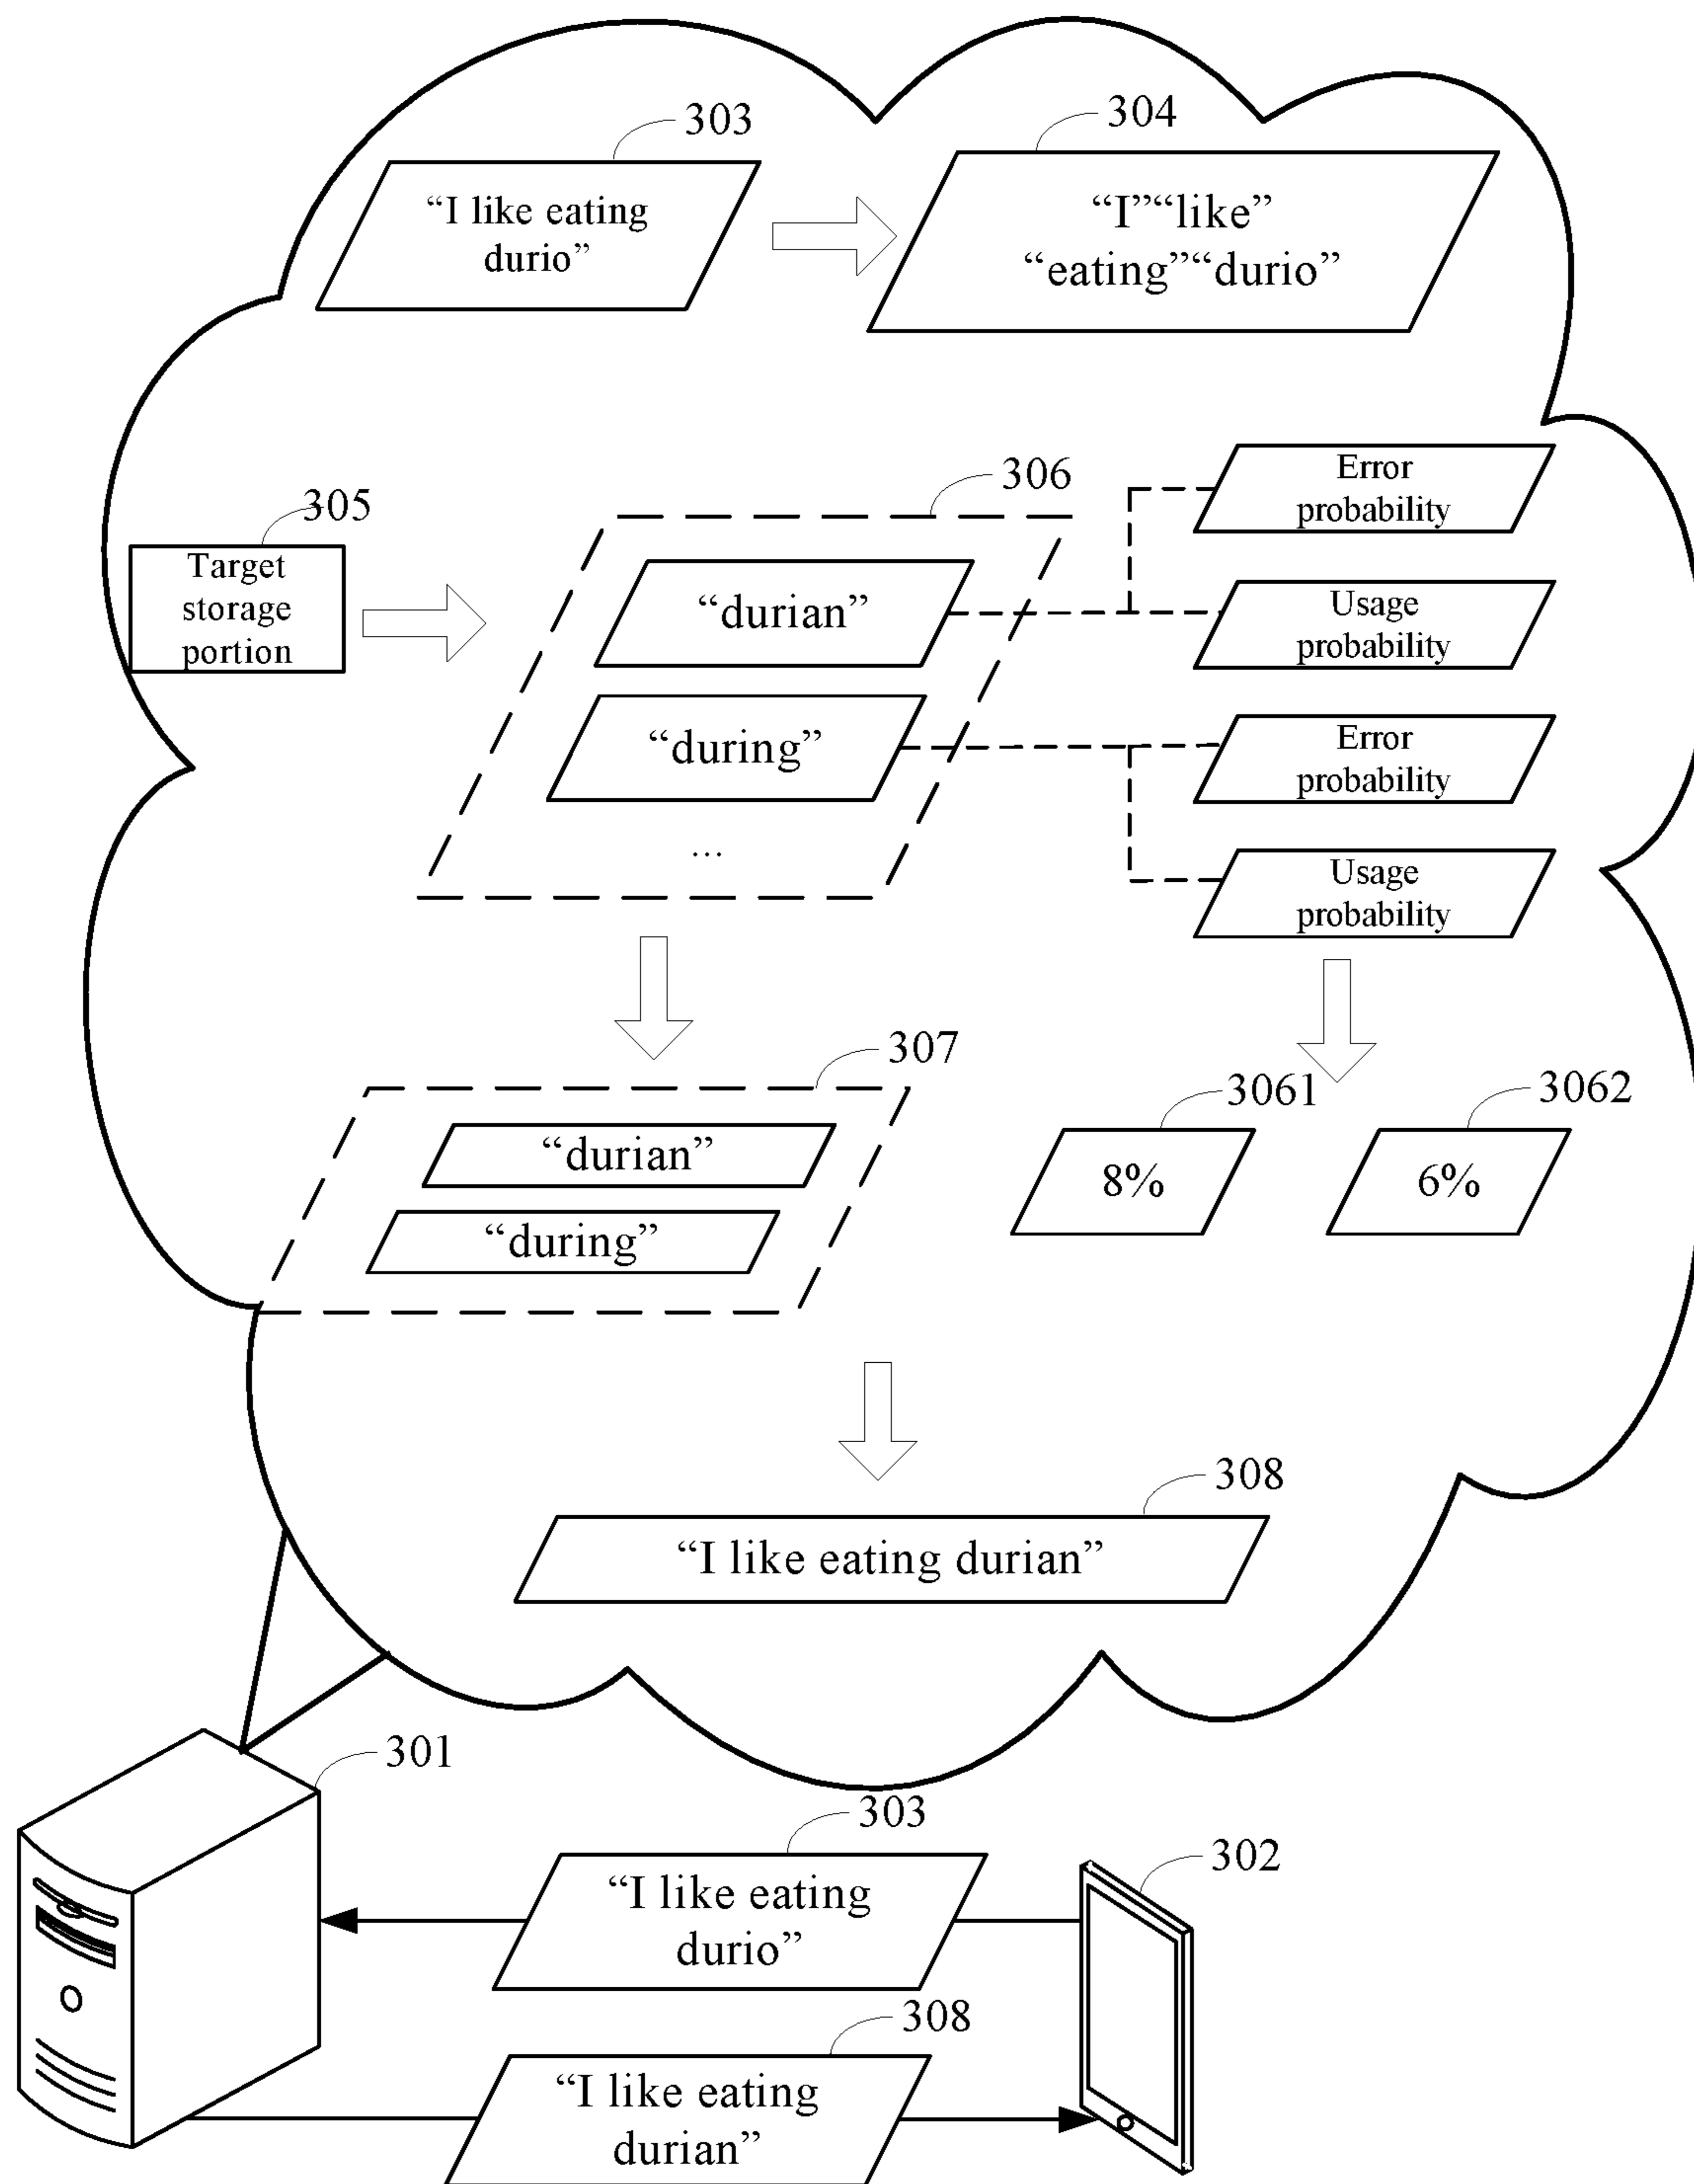 303
304
“I like eating
durio”
“I”“like”
“eating”“durio”
305
306
Target
storage
portion
“durian”
“during”
...
Error
probability
Usage
probability
Error
probability
Usage
probability
307
“durian”
“during”
3061
3062
8%
6%
308
“I like eating durian”
301
303
302
“I like eating
durio”
308
“I like eating
durian”